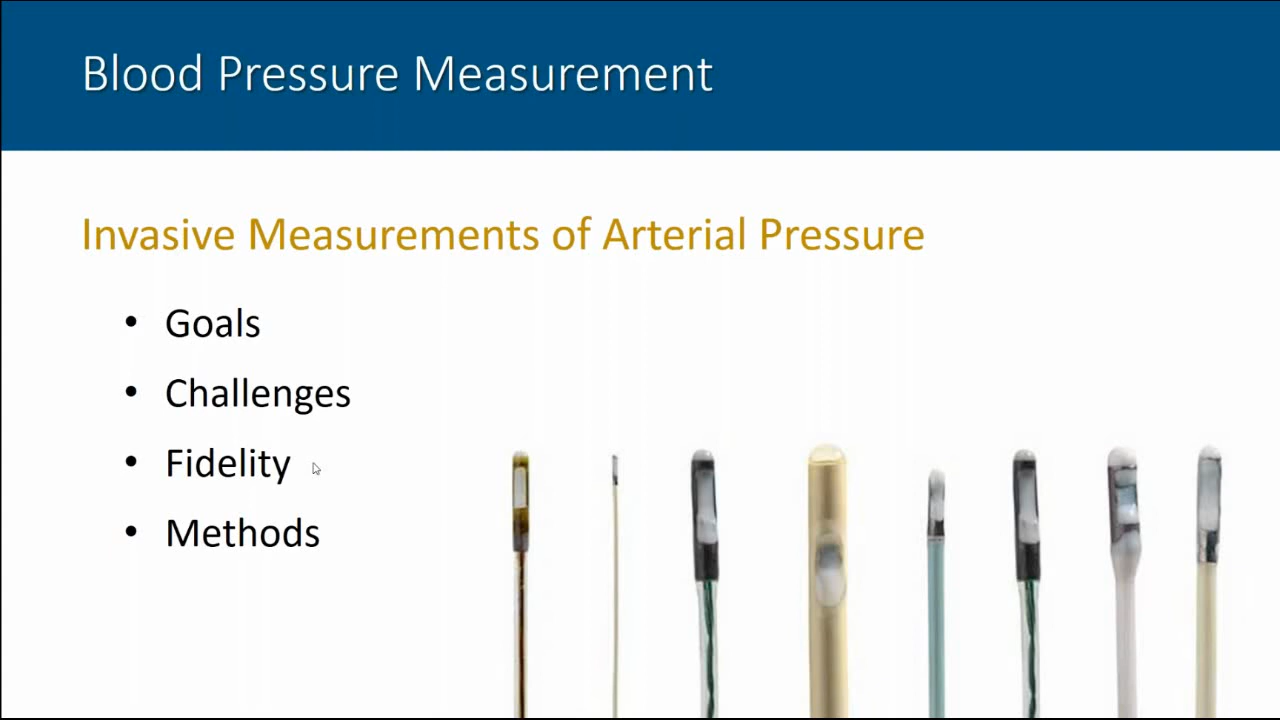 Blood Pressure Measurement
Invasive Measurements of Arterial Pressure
• Goals
• Challenges
• Fidelity
• Methods